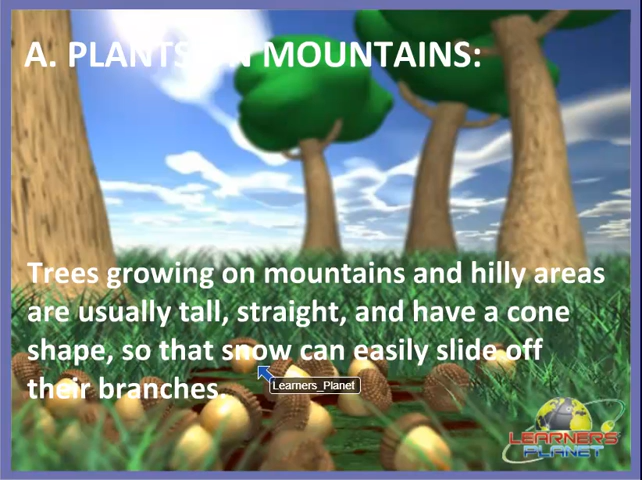 A. PLANTS ON MOUNTAINS:
Trees growing on mountains and hilly areas
are usually tall, straight, and have a cone
shape, so that snow can easily slide off
their branches.
Learners_Planet
LEARNERS
PLANET